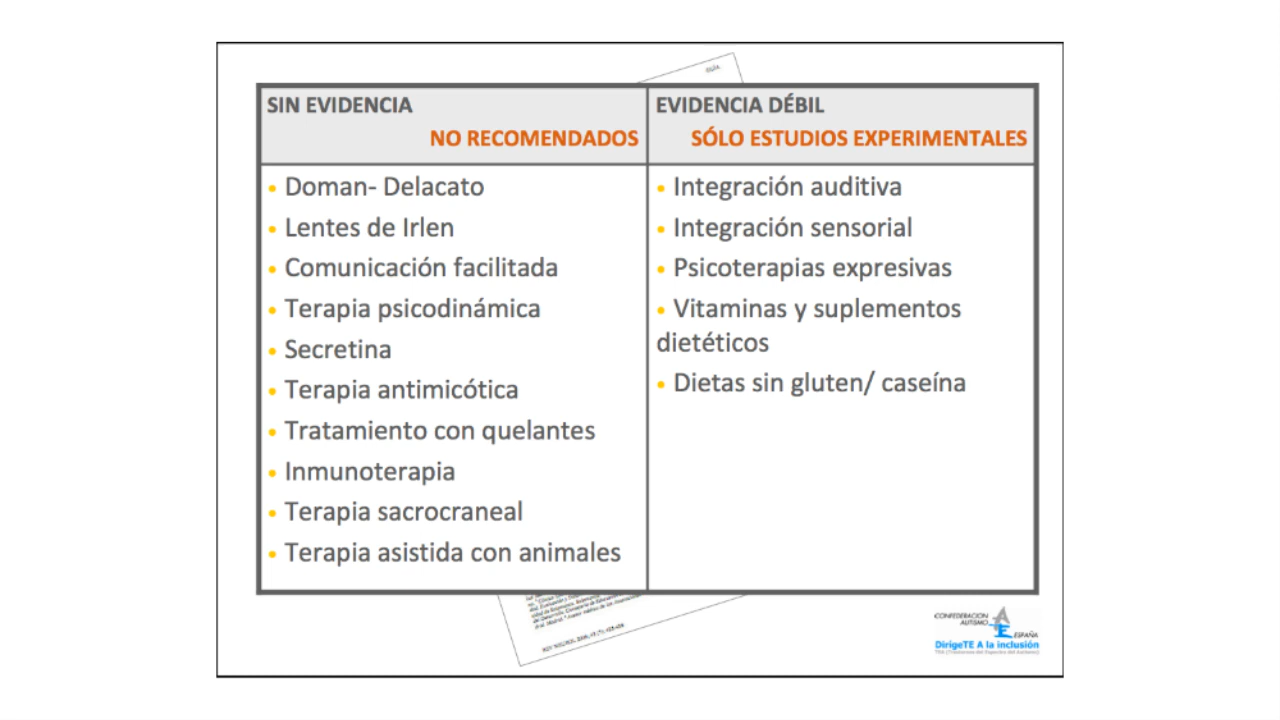 GUÍA
SIN EVIDENCIA
NO RECOMENDADOS
EVIDENCIA DÉBIL
SÓLO ESTUDIOS EXPERIMENTALES
• Doman- Delacato
• Lentes de Irlen
• Comunicación facilitada
• Terapia psicodinámica
• Secretina
• Terapia antimicótica
• Tratamiento con quelantes
• Inmunoterapia
• Terapia sacrocraneal
• Terapia asistida con animales
• Integración auditiva
• Integración sensorial
• Psicoterapias expresivas
• Vitaminas y suplementos
dietéticos
• Dietas sin gluten/ caseína
CONFEDERACION
AUTISMO
AE
ESPAÑA
DirigeTE A la inclusión